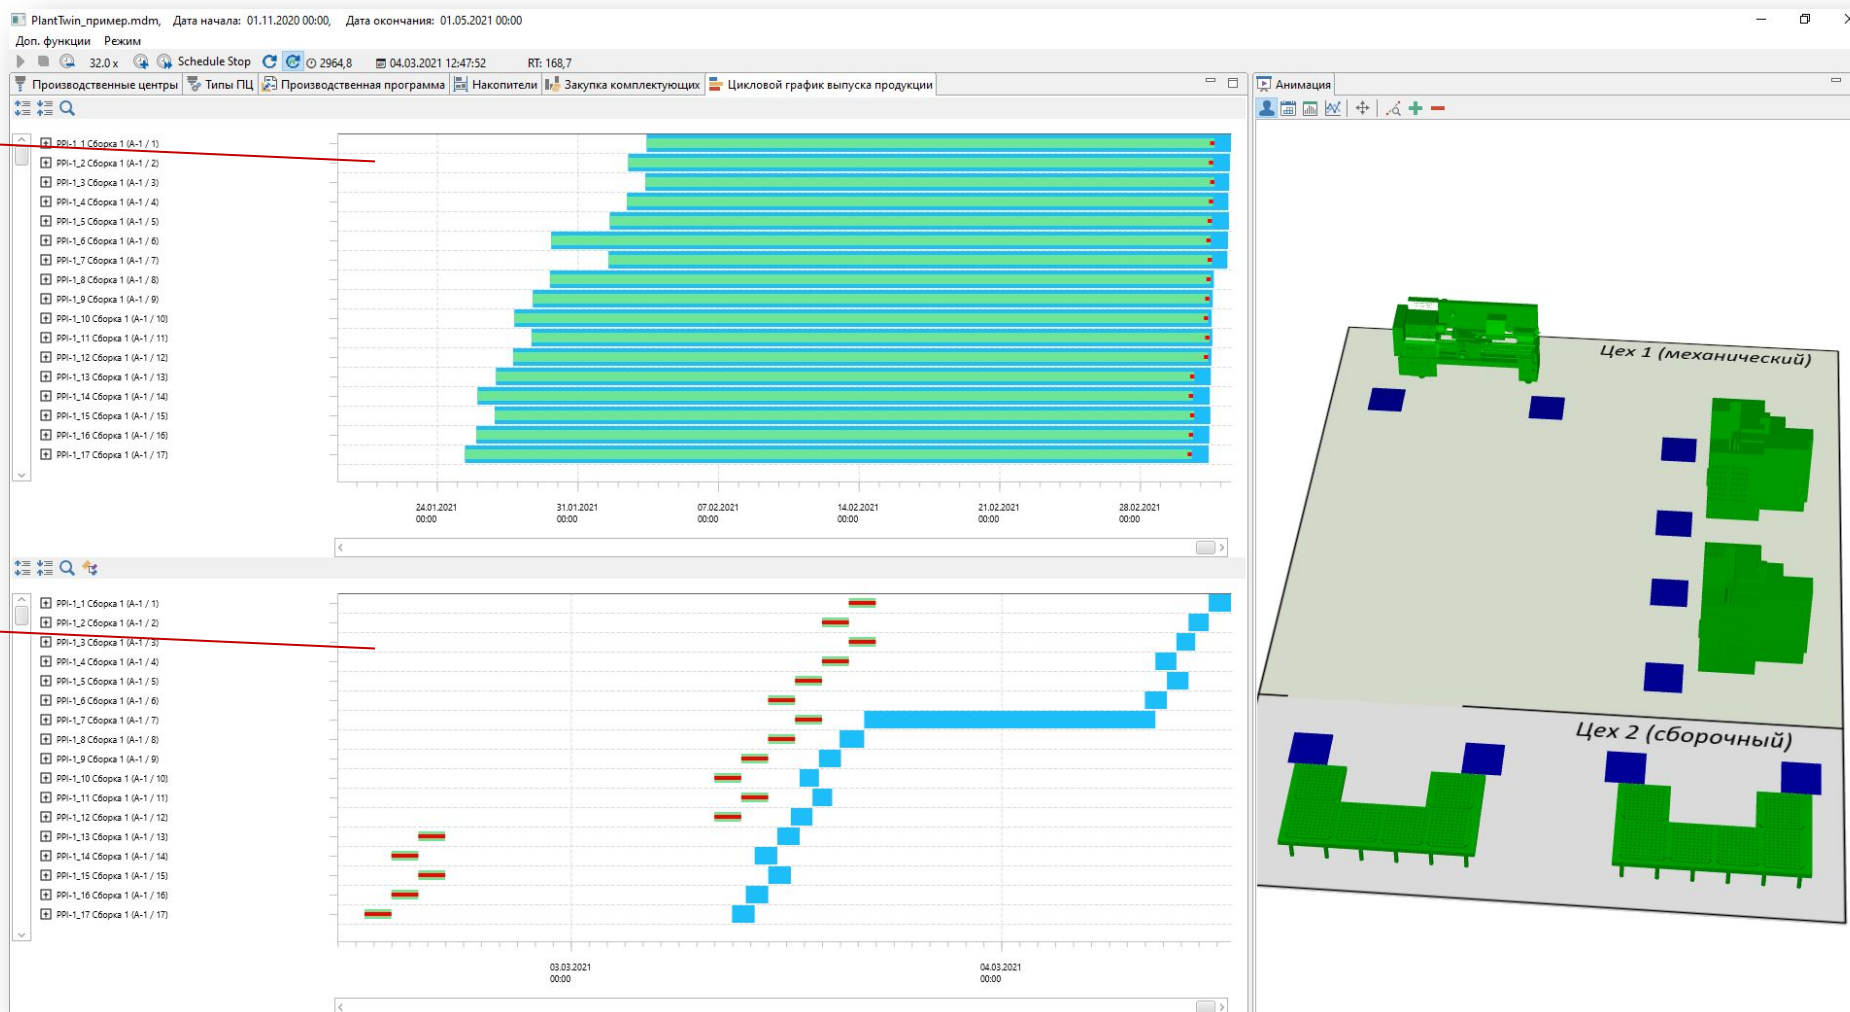 PlantTwin_пример.mdm, Дата начала: 01.11.2020 00:00, Дата окончания: 01.05.2021 00:00
Доп. функции Режим
32.0 x Schedule Stop 2964,8 04.03.2021 12:47:52 RT: 168,7
Производственные центры Типы ПЦ Производственная программа Накопители Закупка комплектующих Цикловой график выпуска продукции
PPI-1_1 Сборка 1 (A-1 / 1)
PPI-1_2 Сборка 1 (A-1 / 2)
PPI-1_3 Сборка 1 (A-1 / 3)
PPI-1_4 Сборка 1 (A-1 / 4)
PPI-1_5 Сборка 1 (A-1 / 5)
PPI-1_6 Сборка 1 (A-1 / 6)
PPI-1_7 Сборка 1 (A-1 / 7)
PPI-1_8 Сборка 1 (A-1 / 8)
PPI-1_9 Сборка 1 (A-1 / 9)
PPI-1_10 Сборка 1 (A-1 / 10)
PPI-1_11 Сборка 1 (A-1 / 11)
PPI-1_12 Сборка 1 (A-1 / 12)
PPI-1_13 Сборка 1 (A-1 / 13)
PPI-1_14 Сборка 1 (A-1 / 14)
PPI-1_15 Сборка 1 (A-1 / 15)
PPI-1_16 Сборка 1 (A-1 / 16)
PPI-1_17 Сборка 1 (A-1 / 17)
24.01.2021 31.01.2021 07.02.2021 14.02.2021 21.02.2021 28.02.2021
00:00 00:00 00:00 00:00 00:00 00:00
PPI-1_1 Сборка 1 (A-1 / 1)
PPI-1_2 Сборка 1 (A-1 / 2)
PPI-1_3 Сборка 1 (A-1 / 3)
PPI-1_4 Сборка 1 (A-1 / 4)
PPI-1_5 Сборка 1 (A-1 / 5)
PPI-1_6 Сборка 1 (A-1 / 6)
PPI-1_7 Сборка 1 (A-1 / 7)
PPI-1_8 Сборка 1 (A-1 / 8)
PPI-1_9 Сборка 1 (A-1 / 9)
PPI-1_10 Сборка 1 (A-1 / 10)
PPI-1_11 Сборка 1 (A-1 / 11)
PPI-1_12 Сборка 1 (A-1 / 12)
PPI-1_13 Сборка 1 (A-1 / 13)
PPI-1_14 Сборка 1 (A-1 / 14)
PPI-1_15 Сборка 1 (A-1 / 15)
PPI-1_16 Сборка 1 (A-1 / 16)
PPI-1_17 Сборка 1 (A-1 / 17)
03.03.2021 04.03.2021
00:00 00:00
Анимация
Цех 1 (механический)
Цех 2 (сборочный)